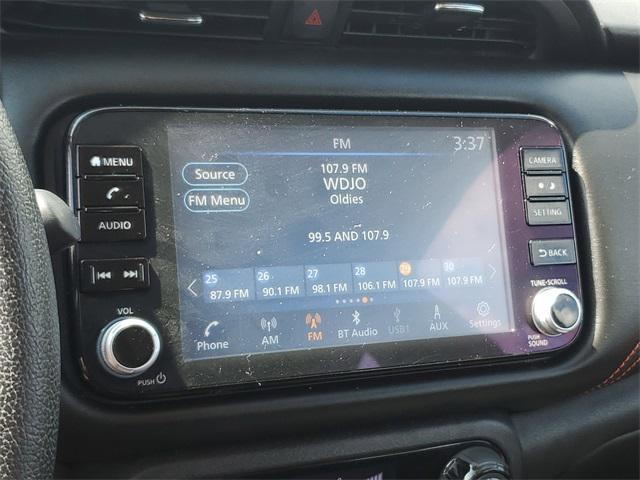 FM
3:37
Source
FM Menu
107.9 FM
WDJO
Oldies
99.5 AND 107.9
25 26 27 28 29 30
87.9 FM 90.1 FM 98.1 FM 106.1 FM 107.9 FM 107.9 FM
Phone AM FM BT Audio USB1 AUX Settings
MENU
AUDIO
VOL
PUSH
CAMERA
SETTING
BACK
TUNE·SCROLL
PUSH
SOUND